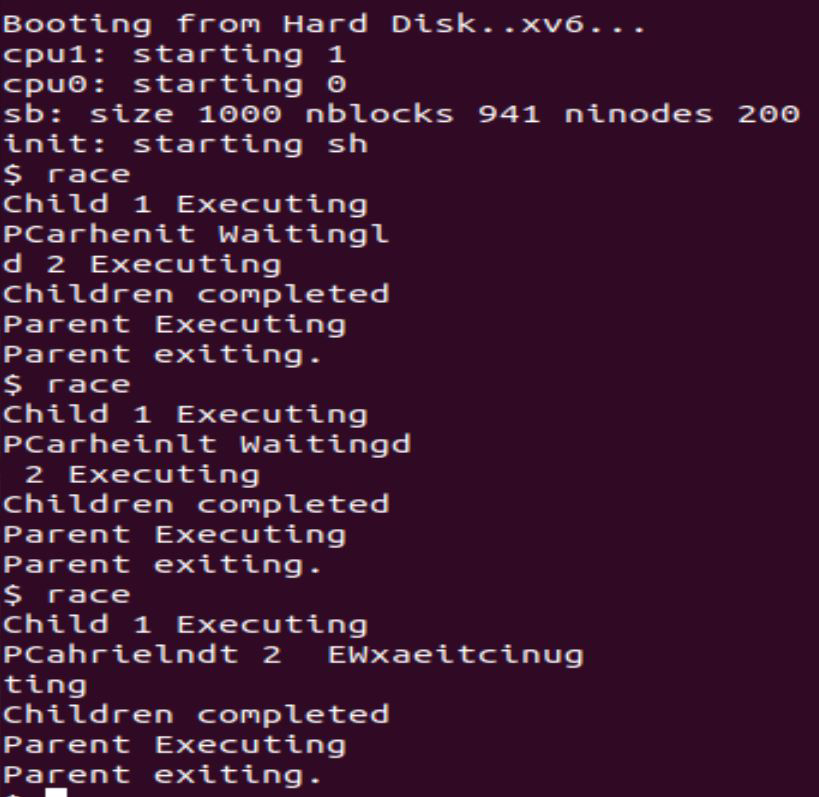 Booting from Hard Disk..xv6...
cpu1: starting 1
cpu0: starting 0
sb: size 1000 nblocks 941 ninodes 200
init: starting sh
$ race
Child 1 Executing
PCarhenit Waitingl
d 2 Executing
Children completed
Parent Executing
Parent exiting.
$ race
Child 1 Executing
PCarheinlt Waitingd
 2 Executing
Children completed
Parent Executing
Parent exiting.
$ race
Child 1 Executing
PCahrielndt 2  EWxaeitcinug
ting
Children completed
Parent Executing
Parent exiting.
$